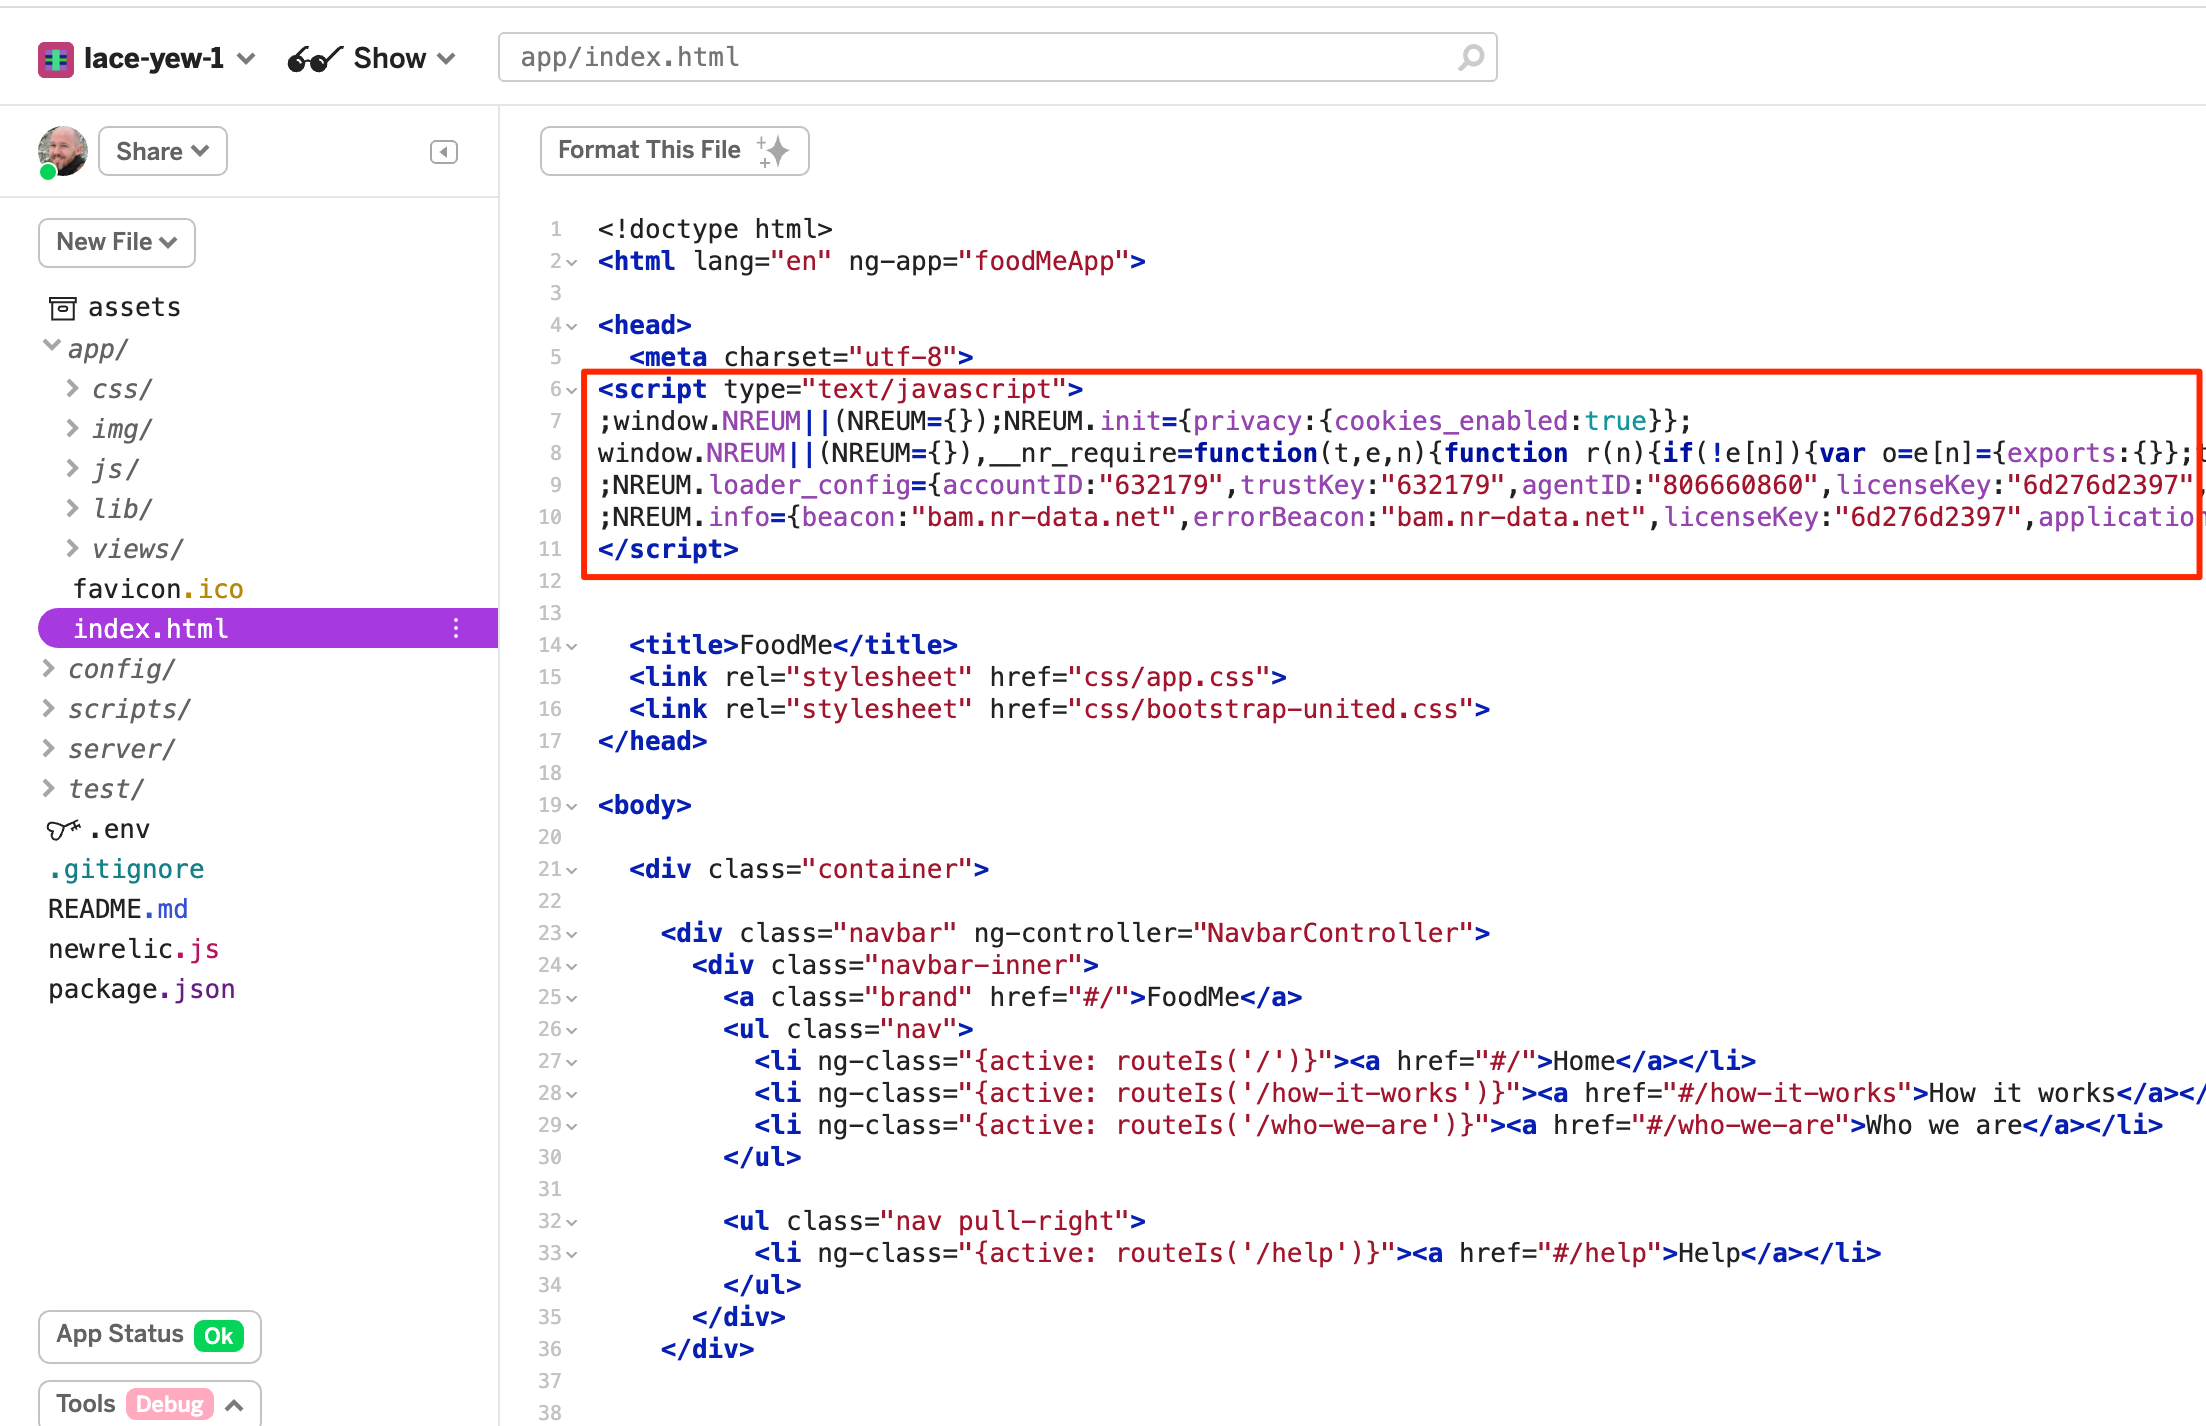 lace-yew-1
Show
app/index.html
Share
Format This File
New File
assets
app/
css/
img/
js/
lib/
views/
favicon.ico
index.html
config/
scripts/
server/
test/
.env
.gitignore
README.md
newrelic.js
package.json
App Status Ok
Tools Debug
1 <!doctype html>
2 <html lang="en" ng-app="foodMeApp">
3
4 <head>
5 <meta charset="utf-8">
6 <script type="text/javascript">
7 ;window.NREUM||(NREUM={});NREUM.init={privacy:{cookies_enabled:true}};
8 window.NREUM||(NREUM={}),__nr_require=function(t,e,n){function r(n){if(!e[n]){var o=e[n]={exports:{}};t
9 ;NREUM.loader_config={accountID:"632179",trustKey:"632179",agentID:"806660860",licenseKey:"6d276d2397",
10 ;NREUM.info={beacon:"bam.nr-data.net",errorBeacon:"bam.nr-data.net",licenseKey:"6d276d2397",application
11 </script>
12
13
14 <title>FoodMe</title>
15 <link rel="stylesheet" href="css/app.css">
16 <link rel="stylesheet" href="css/bootstrap-united.css">
17 </head>
18
19 <body>
20
21 <div class="container">
22
23 <div class="navbar" ng-controller="NavbarController">
24 <div class="navbar-inner">
25 <a class="brand" href="#/">FoodMe</a>
26 <ul class="nav">
27 <li ng-class="{active: routeIs('/')}"><a href="#/">Home</a></li>
28 <li ng-class="{active: routeIs('/how-it-works')}"><a href="#/how-it-works">How it works</a></
29 <li ng-class="{active: routeIs('/who-we-are')}"><a href="#/who-we-are">Who we are</a></li>
30 </ul>
31
32 <ul class="nav pull-right">
33 <li ng-class="{active: routeIs('/help')}"><a href="#/help">Help</a></li>
34 </ul>
35 </div>
36 </div>
37
38